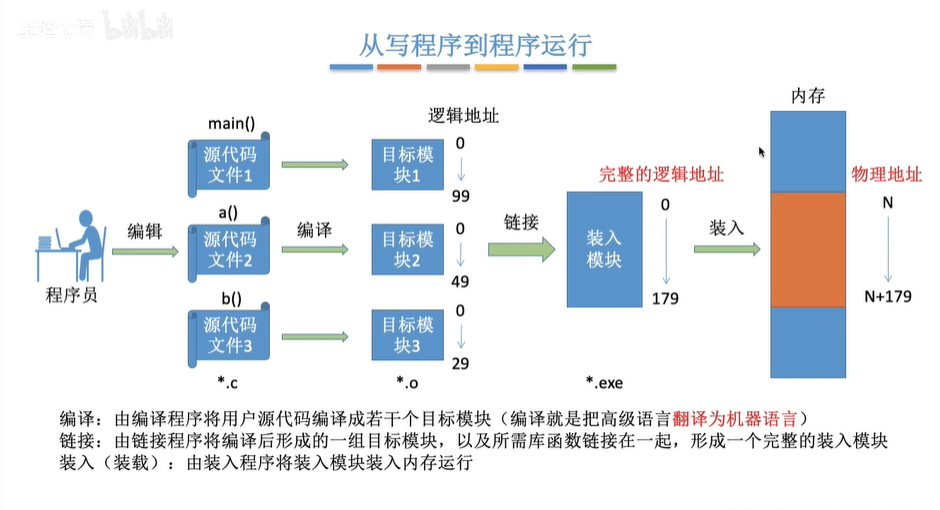 bilibili
从写程序到程序运行
内存
逻辑地址
main()
源代码
文件1
目标模
块1
0
99
完整的逻辑地址
物理地址
a()
编辑
源代码
文件2
编译
目标模
块2
0
49
链接
装入
模块
0
179
装入
N
N+179
程序员
b()
源代码
文件3
目标模
块3
0
29
*.c
*.o
*.exe
编译:由编译程序将用户源代码编译成若干个目标模块(编译就是把高级语言翻译为机器语言)
链接:由链接程序将编译后形成的一组目标模块,以及所需库函数链接在一起,形成一个完整的装入模块
装入(装载):由装入程序将装入模块装入内存运行